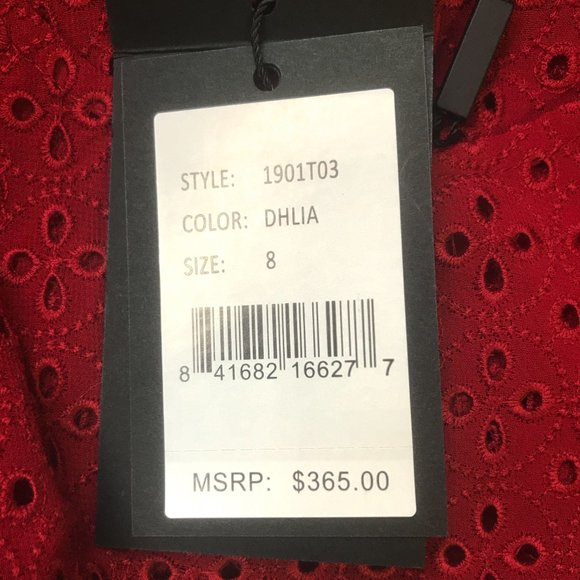 STYLE: 1901T03
COLOR: DHLIA
SIZE: 8
8 41682 16627 7
MSRP: $365.00